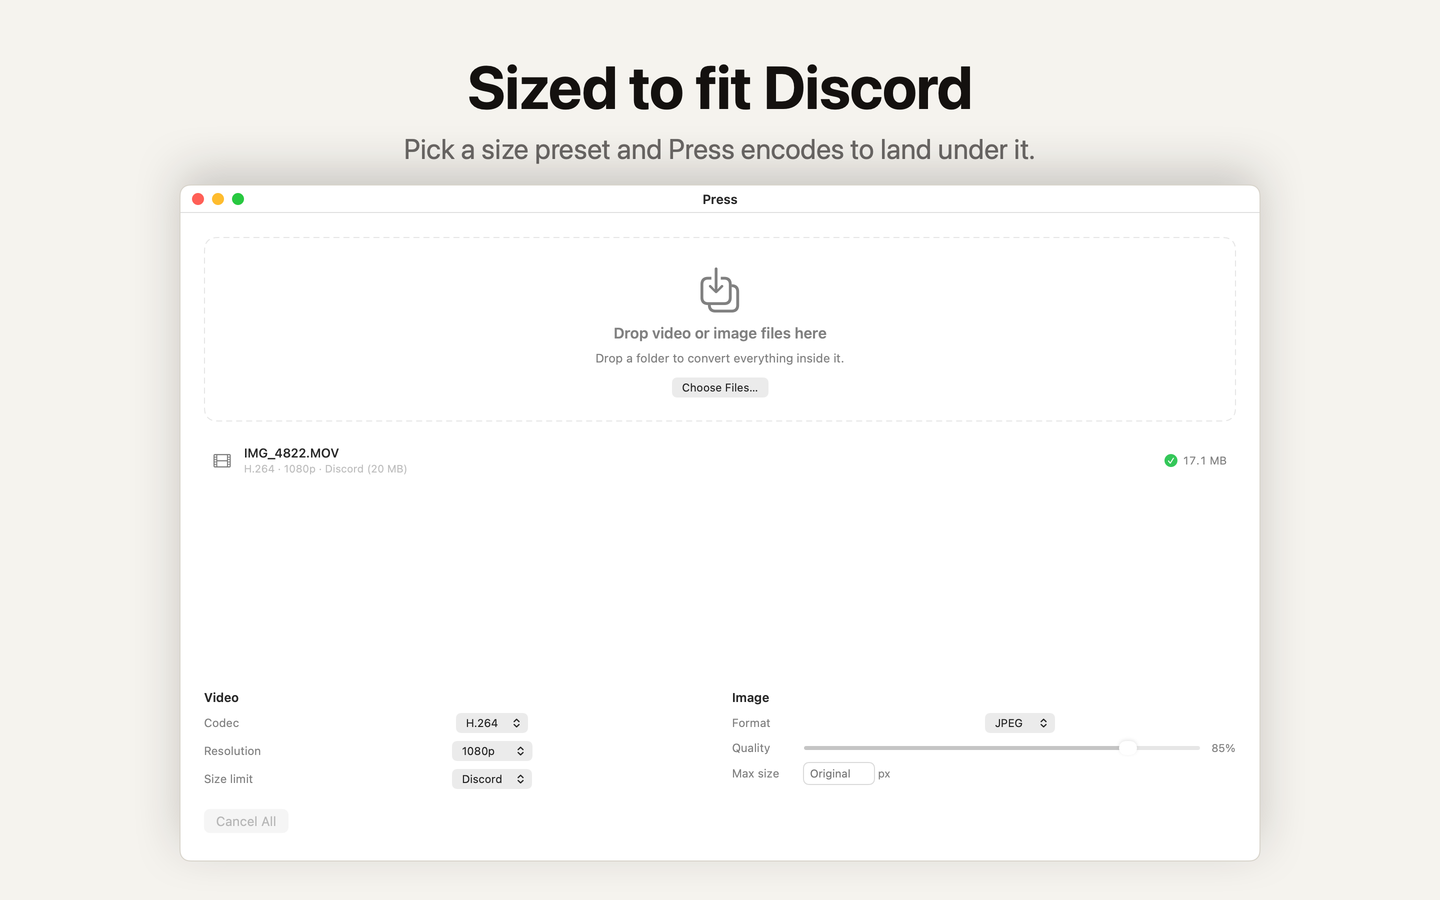 Sized to fit Discord
Pick a size preset and Press encodes to land under it.
Press
Drop video or image files here
Drop a folder to convert everything inside it.
Choose Files...
IMG_4822.MOV
H.264 · 1080p · Discord (20 MB)
17.1 MB
Video
Codec
H.264
Resolution
1080p
Size limit
Discord
Cancel All
Image
Format
JPEG
Quality
85%
Max size
Original
px